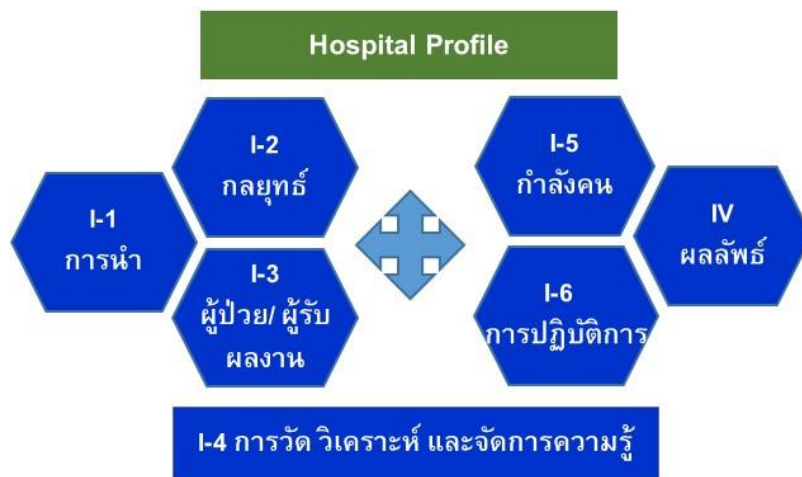 Hospital Profile
I-2
กลยุทธ์
I-5
กำลังคน
I-1
การนำ
IV
ผลลัพธ์
I-3
ผู้ป่วย/ ผู้รับ
ผลงาน
I-6
การปฏิบัติการ
I-4 การวัด วิเคราะห์ และจัดการความรู้